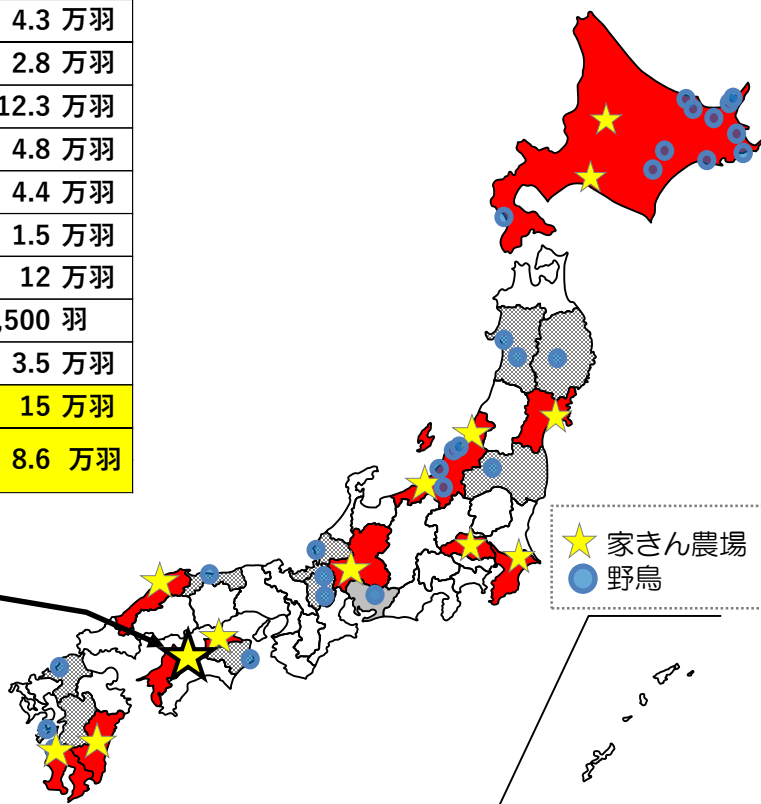 4.3 万羽
2.8 万羽
12.3 万羽
4.8 万羽
4.4 万羽
1.5 万羽
12 万羽
,500 羽
3.5 万羽
15 万羽
8.6 万羽
家きん農場
野鳥